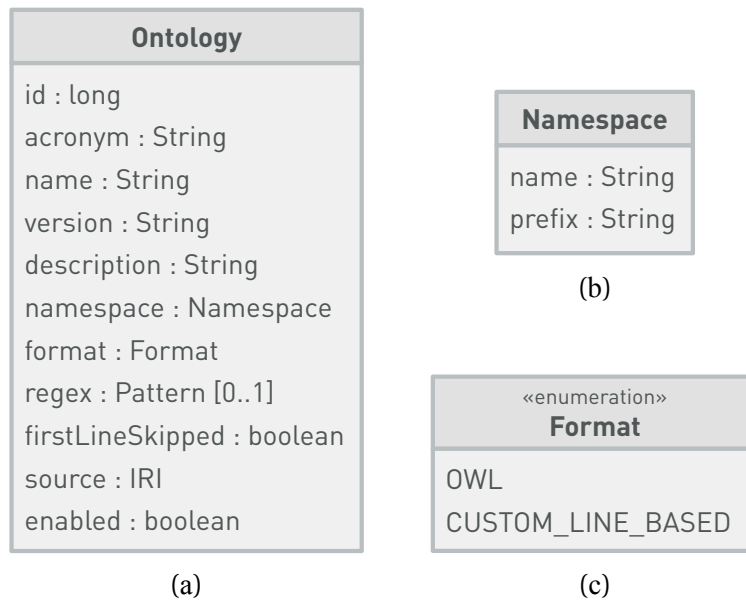 Ontology
id : long
acronym : String
name : String
version : String
description : String
namespace : Namespace
format : Format
regex : Pattern [0..1]
firstLineSkipped : boolean
source : IRI
enabled : boolean
(a)
Namespace
name : String
prefix : String
(b)
«enumeration»
Format
OWL
CUSTOM_LINE_BASED
(c)